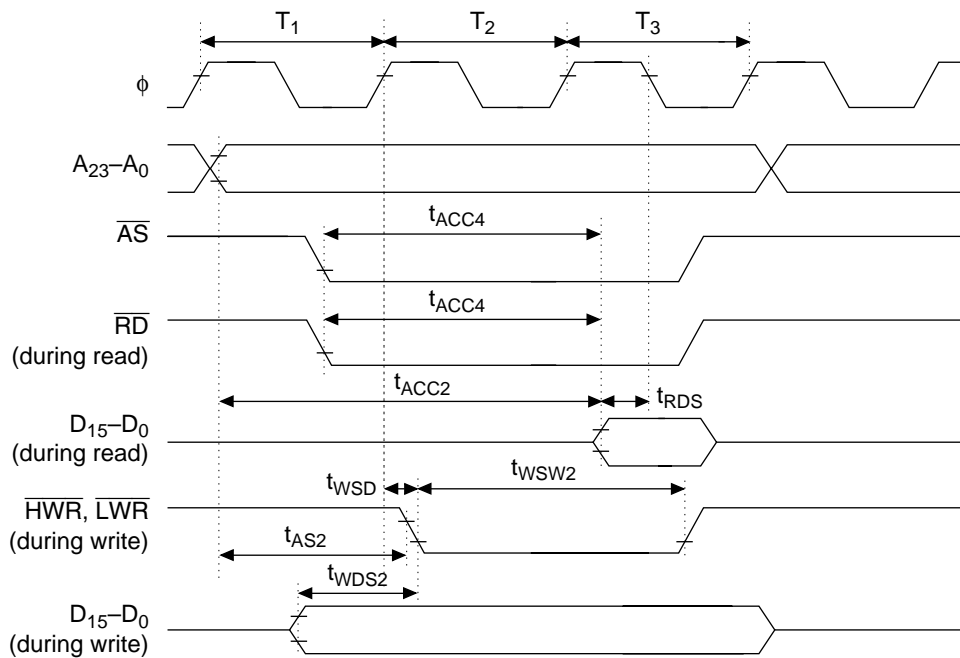 T1 T2 T3
ϕ
A23–A0
tACC4
AS
tACC4
RD
(during read)
tACC2
tRDS
D15–D0
(during read)
tWSD
tWSW2
HWR, LWR
(during write)
tAS2
tWDS2
D15–D0
(during write)